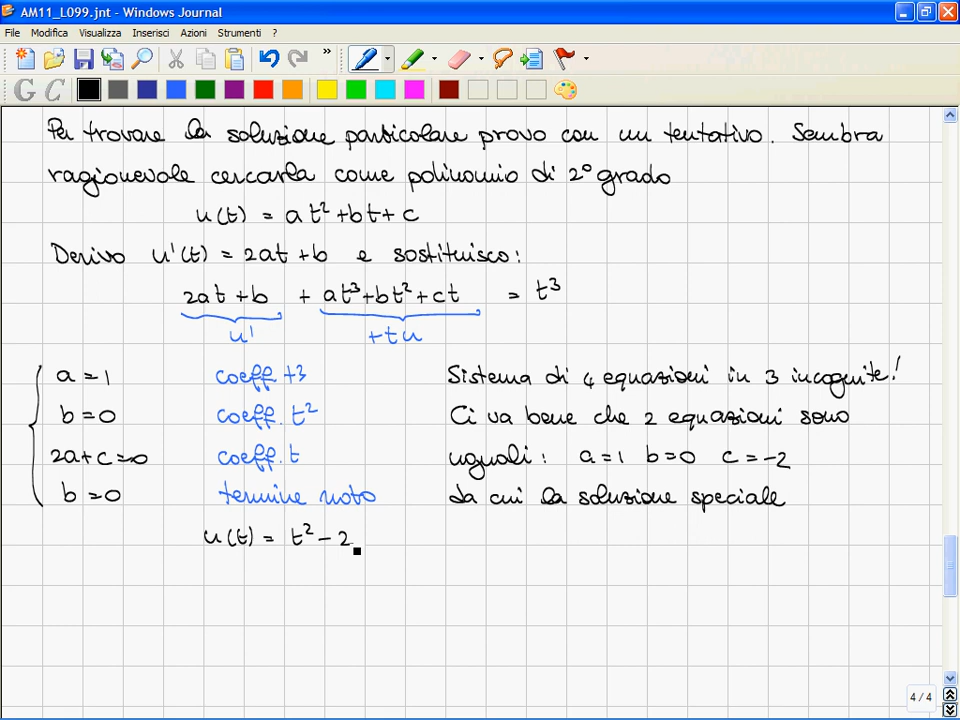 AM11_L099.jnt - Windows Journal
File Modifica Visualizza Inserisci Azioni Strumenti ?
Per trovare la soluzione particolare provo con un tentativo. Sembra
ragionevole cercarla come polinomio di 2° grado
u(t) = at² + bt + c
Derivo u'(t) = 2at + b e sostituisco:
2at + b + at³ + bt² + ct = t³
u' + tu
a = 1 coeff t3 Sistema di 4 equazioni in 3 incognite!
b = 0 coeff. t² Ci va bene che 2 equazioni sono
2a + c = 0 coeff. t uguali: a = 1 b = 0 c = -2
b = 0 termine noto da cui la soluzione speciale
u(t) = t² - 2
4 / 4